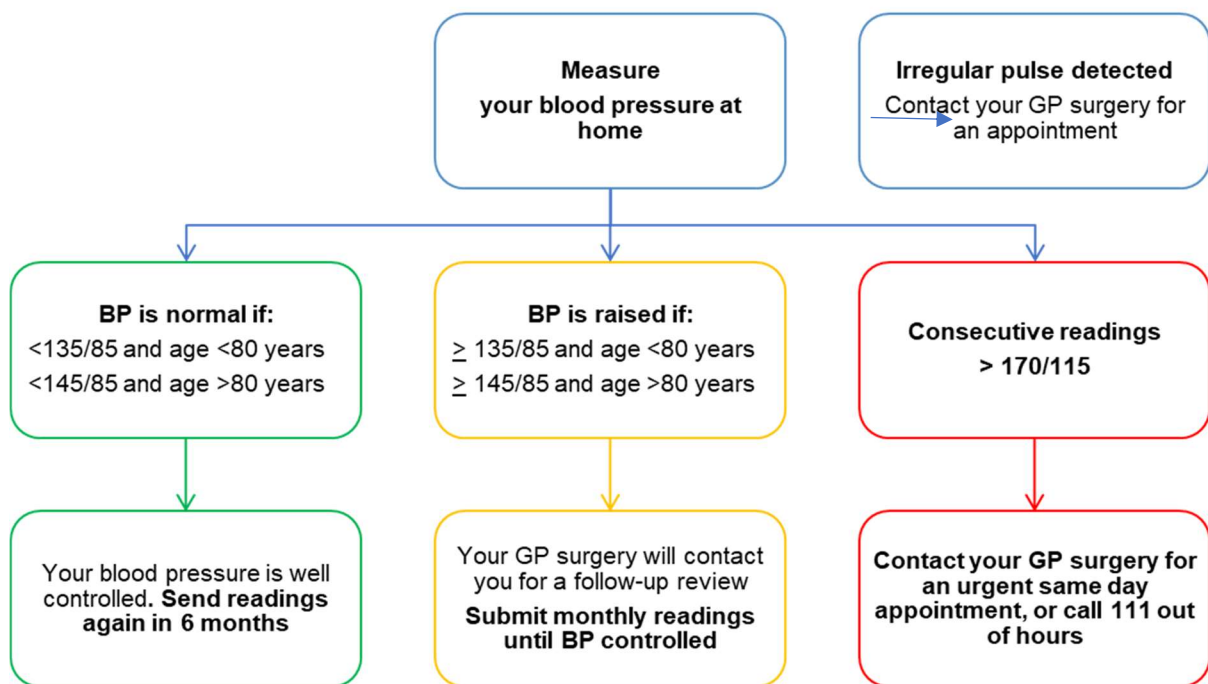 Measure
your blood pressure at
home
Irregular pulse detected
Contact your GP surgery for
an appointment
BP is normal if:
<135/85 and age <80 years
<145/85 and age >80 years
BP is raised if:
≥ 135/85 and age <80 years
≥ 145/85 and age >80 years
Consecutive readings
> 170/115
Your blood pressure is well
controlled. Send readings
again in 6 months
Your GP surgery will contact
you for a follow-up review
Submit monthly readings
until BP controlled
Contact your GP surgery for
an urgent same day
appointment, or call 111 out
of hours